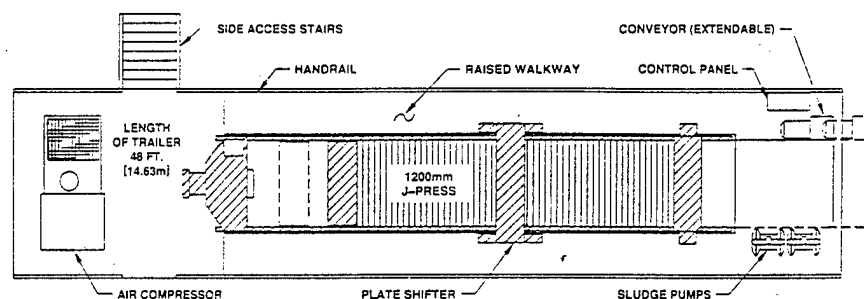 SIDE ACCESS STAIRS
CONVEYOR (EXTENDABLE)
HANDRAIL
RAISED WALKWAY
CONTROL PANEL
LENGTH
OF TRAILER
48 FT.
[14.63m]
1200mm
J-PRESS
AIR COMPRESSOR
PLATE SHIFTER
SLUDGE PUMPS